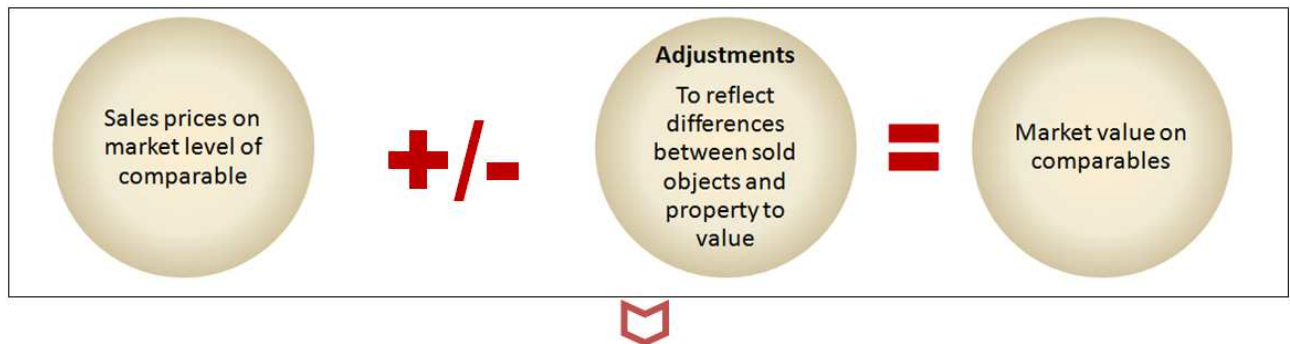 Sales prices on
market level of
comparable
+/-
Adjustments
To reflect
differences
between sold
objects and
property to
value
=
Market value on
comparables